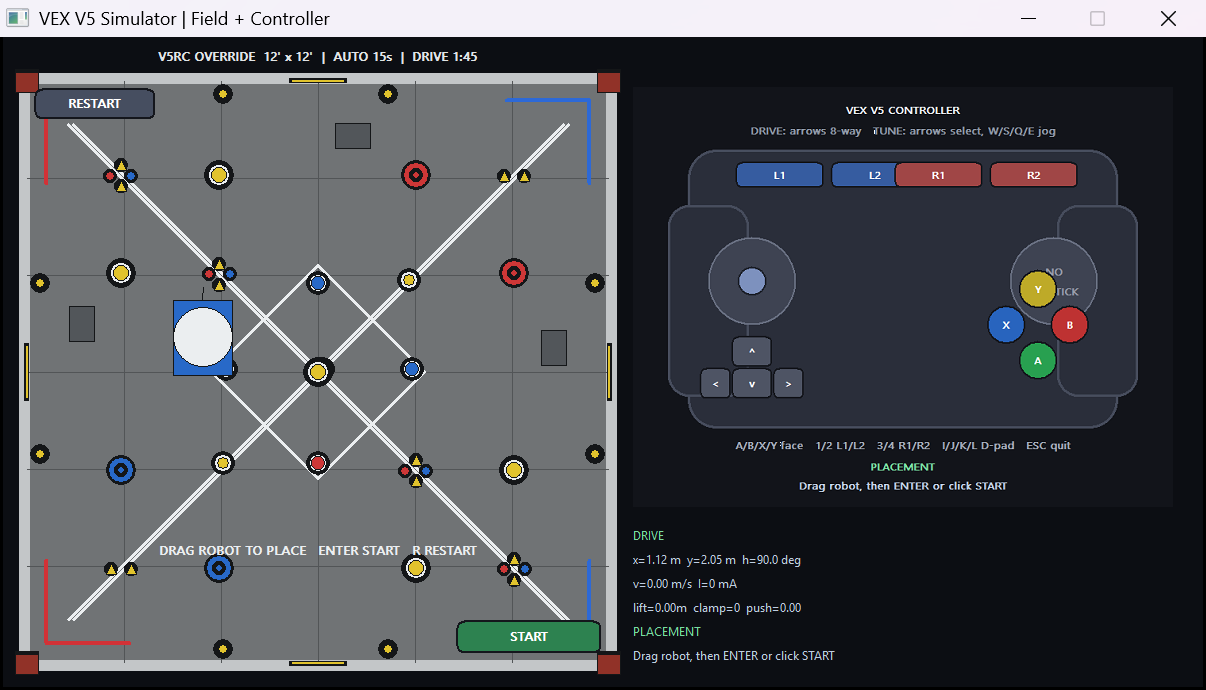 VEX V5 Simulator | Field + Controller
V5RC OVERRIDE 12' x 12' | AUTO 15s | DRIVE 1:45
RESTART
DRAG ROBOT TO PLACE ENTER START R RESTART
START
VEX V5 CONTROLLER
DRIVE: arrows 8-way TUNE: arrows select, W/S/Q/E jog
L1
L2
R1
R2
NO
TICK
Y
X
B
A
^
<
v
>
A/B/X/Y face 1/2 L1/L2 3/4 R1/R2 I/J/K/L D-pad ESC quit
PLACEMENT
Drag robot, then ENTER or click START
DRIVE
x=1.12 m y=2.05 m h=90.0 deg
v=0.00 m/s I=0 mA
lift=0.00m clamp=0 push=0.00
PLACEMENT
Drag robot, then ENTER or click START